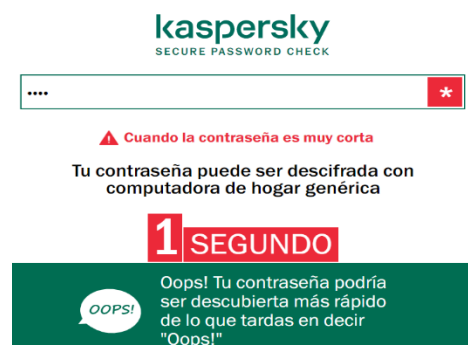 kaspersky
SECURE PASSWORD CHECK
••••
*
Cuando la contraseña es muy corta
Tu contraseña puede ser descifrada con
computadora de hogar genérica
1 SEGUNDO
OOPS!
Oops! Tu contraseña podría
ser descubierta más rápido
de lo que tardas en decir
"Oops!"